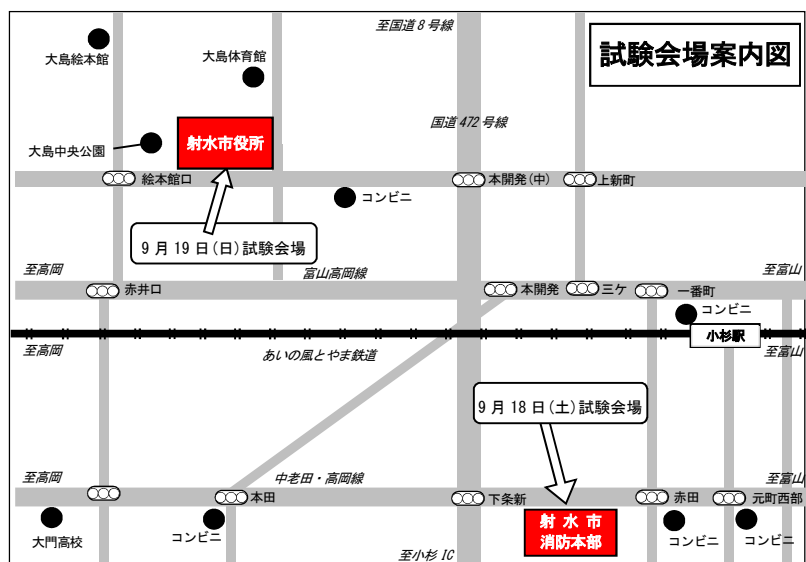 至国道8号線
試験会場案内図
大島絵本館
大島体育館
国道472号線
射水市役所
大島中央公園
絵本館口
本開発(中)
上新町
コンビニ
9月19日(日)試験会場
至高岡
富山高岡線
至富山
赤井口
本開発
三ケ
一番町
コンビニ
小杉駅
至高岡
あいの風とやま鉄道
至富山
9月18日(土)試験会場
至高岡
中老田・高岡線
至富山
本田
下条新
赤田
元町西部
射水市
消防本部
大門高校
コンビニ
コンビニ
コンビニ
至小杉IC